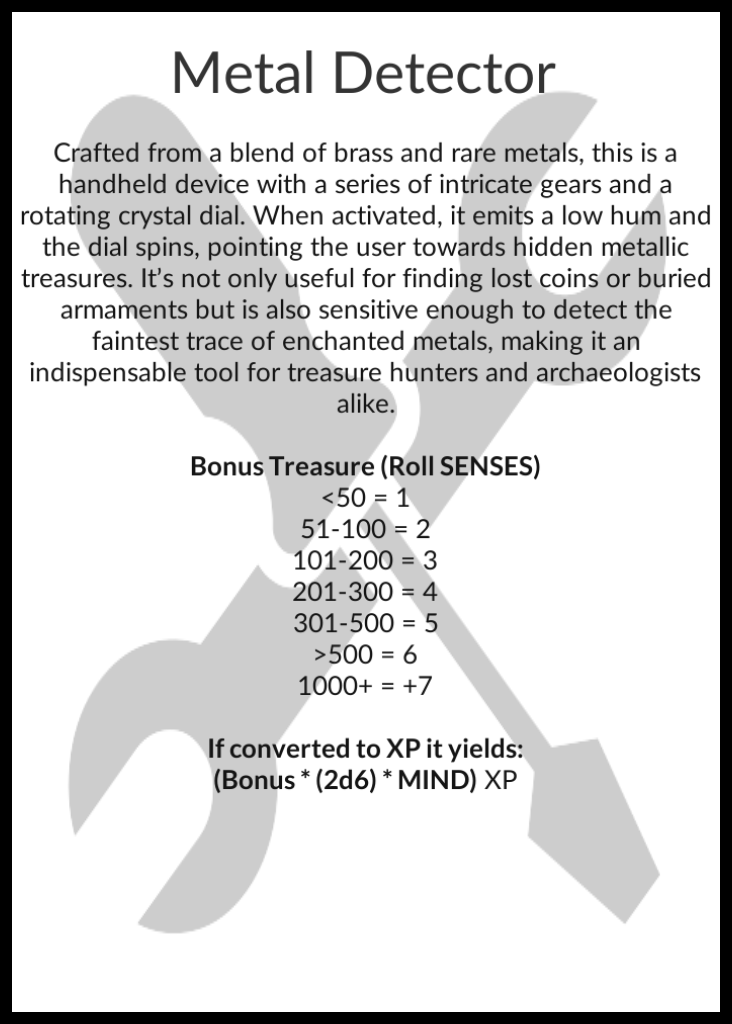 Metal Detector
Crafted from a blend of brass and rare metals, this is a
handheld device with a series of intricate gears and a
rotating crystal dial. When activated, it emits a low hum and
the dial spins, pointing the user towards hidden metallic
treasures. It’s not only useful for finding lost coins or buried
armaments but is also sensitive enough to detect the
faintest trace of enchanted metals, making it an
indispensable tool for treasure hunters and archaeologists
alike.
Bonus Treasure (Roll SENSES)
<50 = 1
51-100 = 2
101-200 = 3
201-300 = 4
301-500 = 5
>500 = 6
1000+ = +7
If converted to XP it yields:
(Bonus * (2d6) * MIND) XP